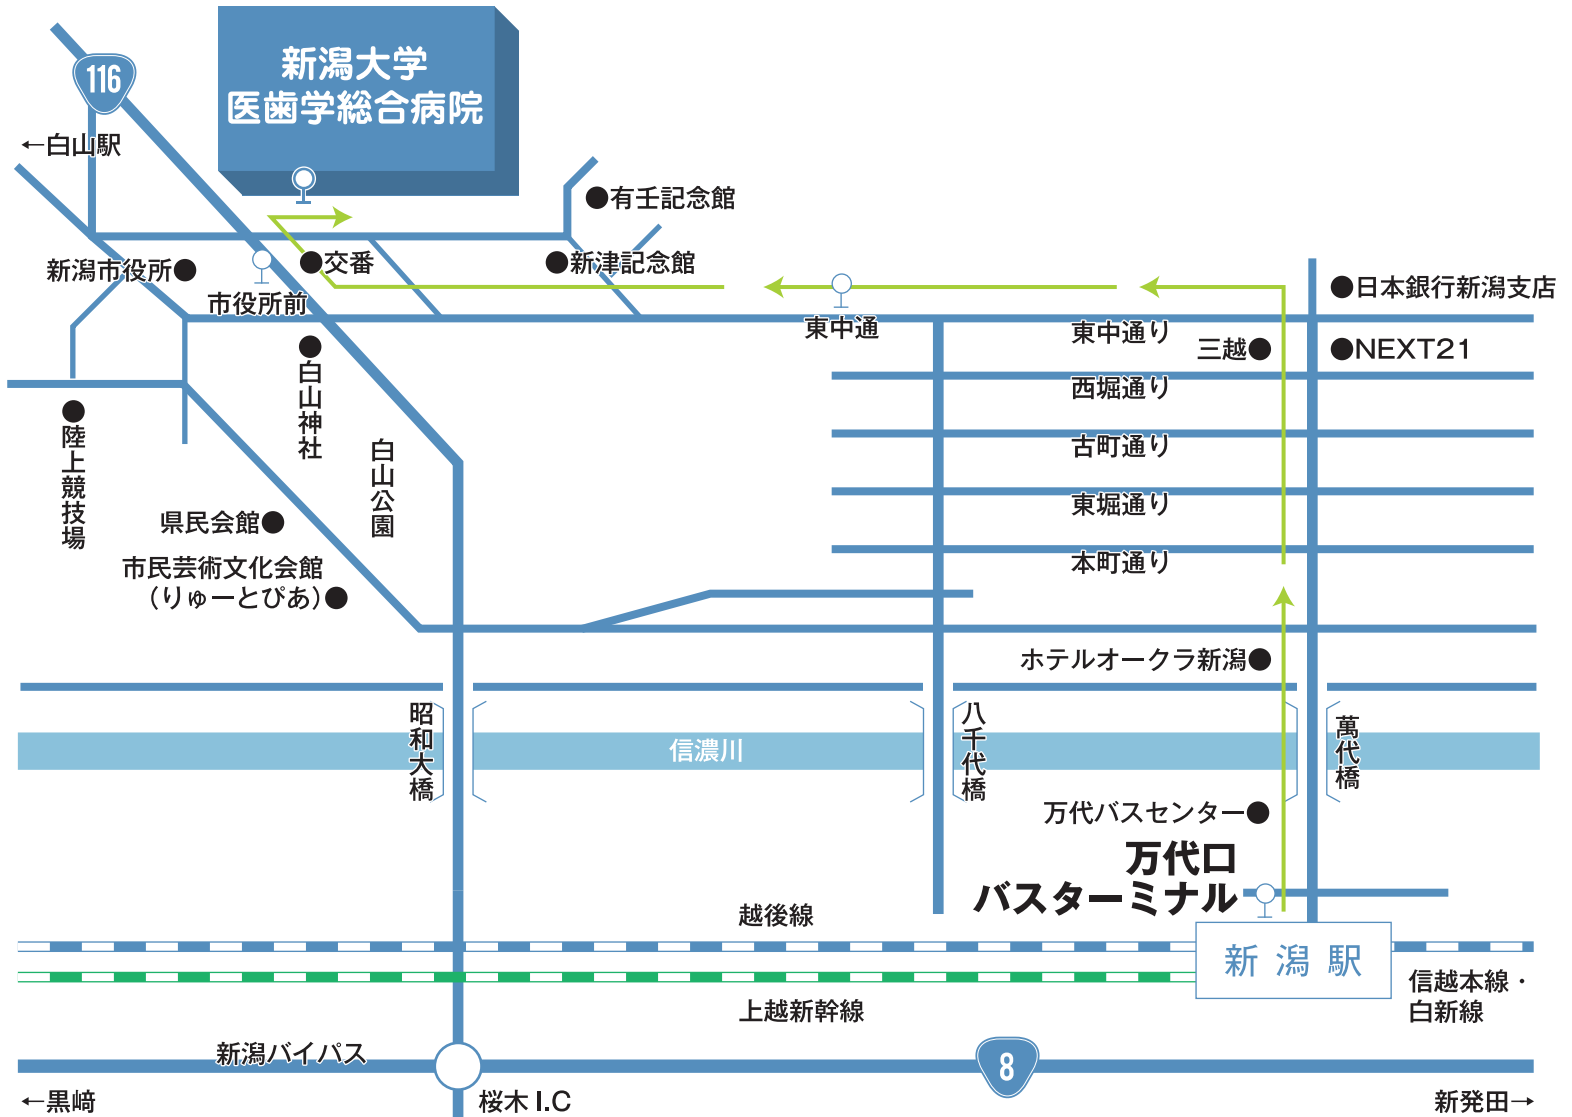 新潟大学
医歯学総合病院
116
←白山駅
有壬記念館
交番
新津記念館
新潟市役所
市役所前
日本銀行新潟支店
東中通
東中通り
三越
NEXT21
白山神社
西堀通り
陸上競技場
白山公園
古町通り
東堀通り
県民会館
市民芸術文化会館
（りゅーとぴあ）
本町通り
ホテルオークラ新潟
昭和大橋
信濃川
八千代橋
萬代橋
万代バスセンター
万代口
バスターミナル
越後線
新潟駅
上越新幹線
信越本線・
白新線
新潟バイパス
8
←黒崎
桜木 I.C
新発田→